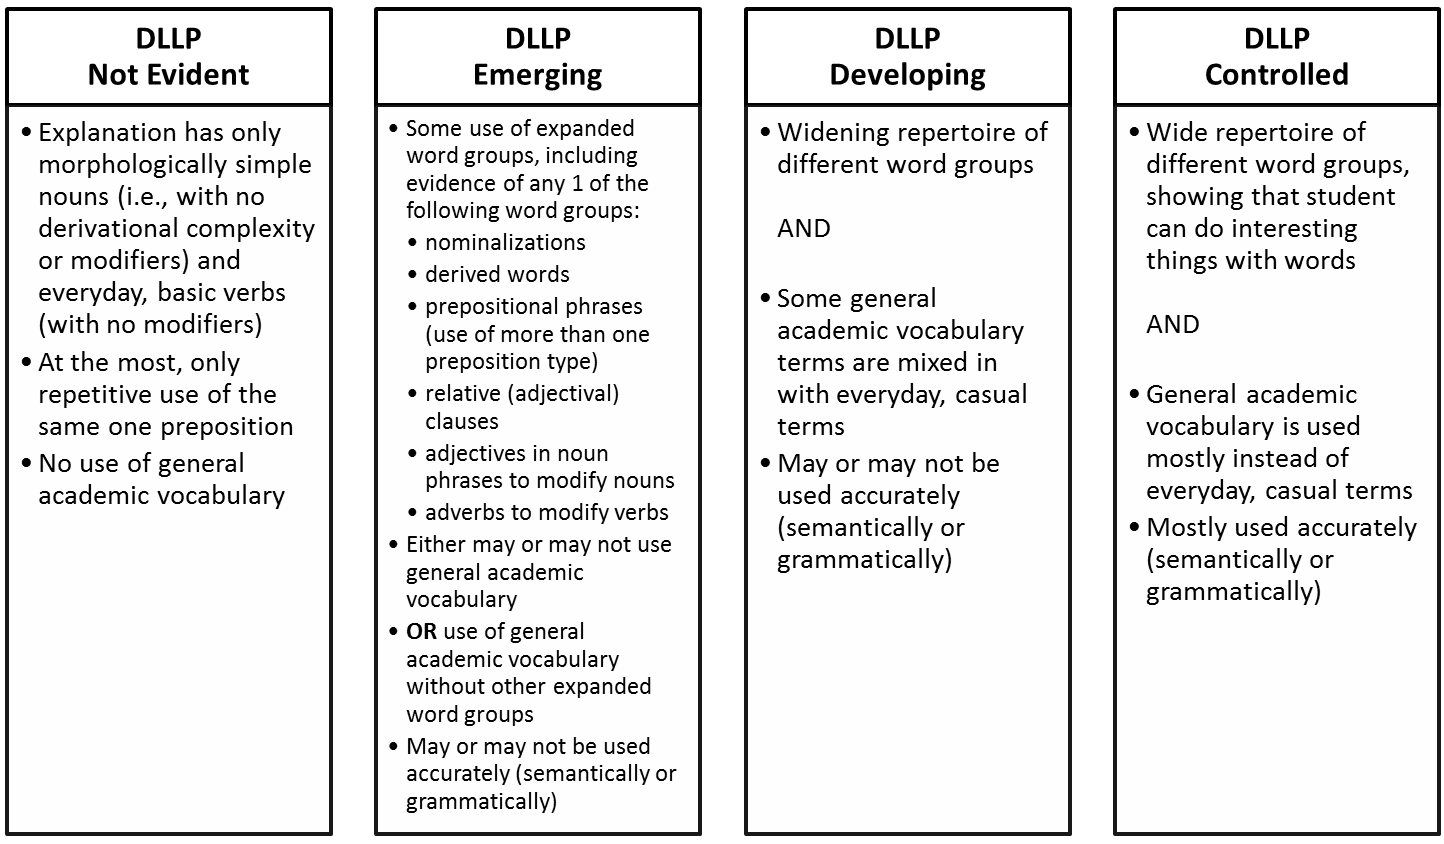 DLLP
Not Evident
• Explanation has only
morphologically simple
nouns (i.e., with no
derivational complexity
or modifiers) and
everyday, basic verbs
(with no modifiers)
• At the most, only
repetitive use of the
same one preposition
• No use of general
academic vocabulary
DLLP
Emerging
• Some use of expanded
word groups, including
evidence of any 1 of the
following word groups:
• nominalizations
• derived words
• prepositional phrases
(use of more than one
preposition type)
• relative (adjectival)
clauses
• adjectives in noun
phrases to modify nouns
• adverbs to modify verbs
• Either may or may not use
general academic
vocabulary
• OR use of general
academic vocabulary
without other expanded
word groups
• May or may not be used
accurately (semantically or
grammatically)
DLLP
Developing
• Widening repertoire of
different word groups
AND
• Some general
academic vocabulary
terms are mixed in
with everyday, casual
terms
• May or may not be
used accurately
(semantically or
grammatically)
DLLP
Controlled
• Wide repertoire of
different word groups,
showing that student
can do interesting
things with words
AND
• General academic
vocabulary is used
mostly instead of
everyday, casual terms
• Mostly used accurately
(semantically or
grammatically)